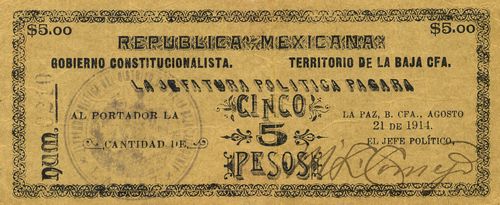 $5.00 $5.00
REPUBLICA MEXICANA
GOBIERNO CONSTITUCIONALISTA. TERRITORIO DE LA BAJA CFA.
LA JEFATURA POLITICA PAGARA
NUM.
AL PORTADOR LA
CANTIDAD DE
CINCO
5
PESOS
LA PAZ, B. CFA., AGOSTO
21 DE 1914.
EL JEFE POLÍTICO,